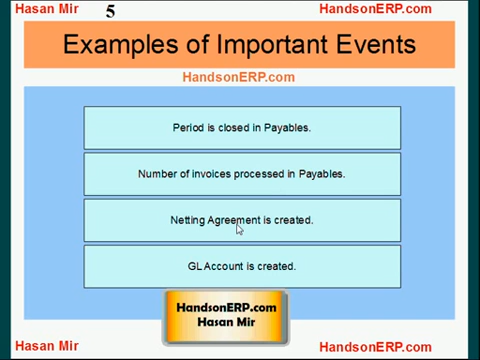 Hasan Mir 5 HandsonERP.com
Examples of Important Events
HandsonERP.com
Period is closed in Payables.
Number of invoices processed in Payables.
Netting Agreement is created.
GL Account is created.
HandsonERP.com
Hasan Mir
Hasan Mir HandsonERP.com